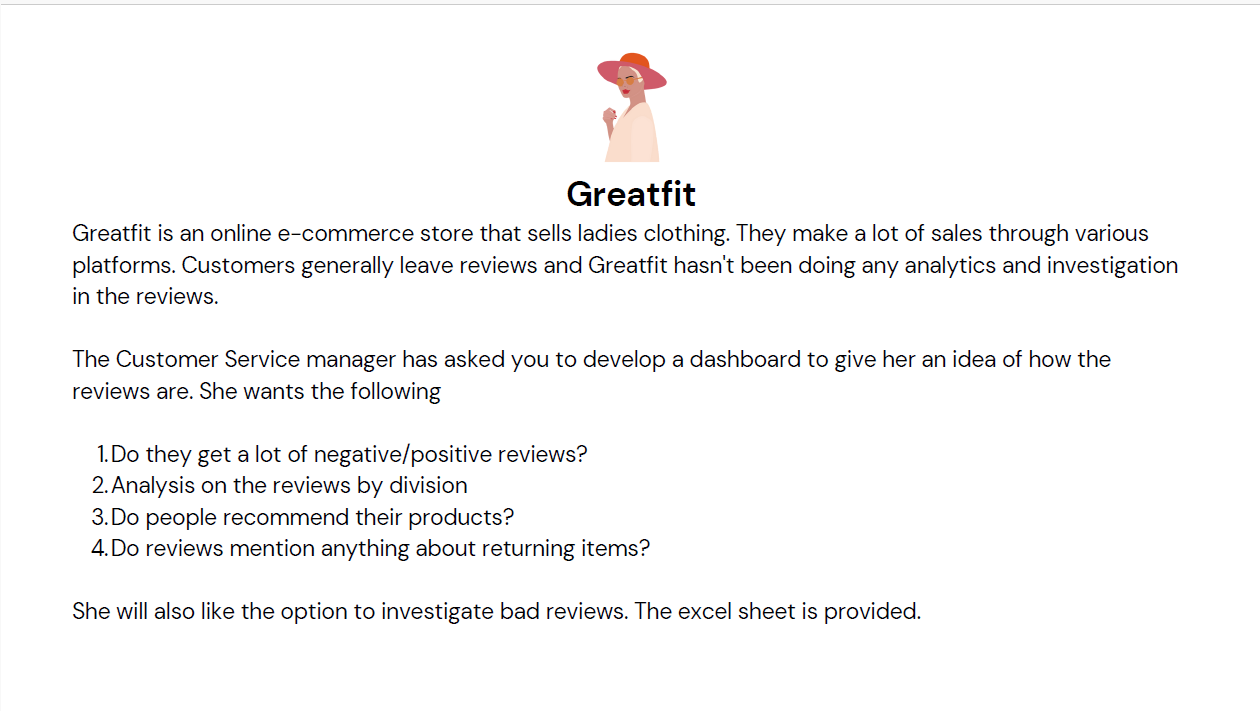 Greatfit
Greatfit is an online e-commerce store that sells ladies clothing. They make a lot of sales through various
platforms. Customers generally leave reviews and Greatfit hasn't been doing any analytics and investigation
in the reviews.
The Customer Service manager has asked you to develop a dashboard to give her an idea of how the
reviews are. She wants the following
1.Do they get a lot of negative/positive reviews?
2.Analysis on the reviews by division
3.Do people recommend their products?
4.Do reviews mention anything about returning items?
She will also like the option to investigate bad reviews. The excel sheet is provided.